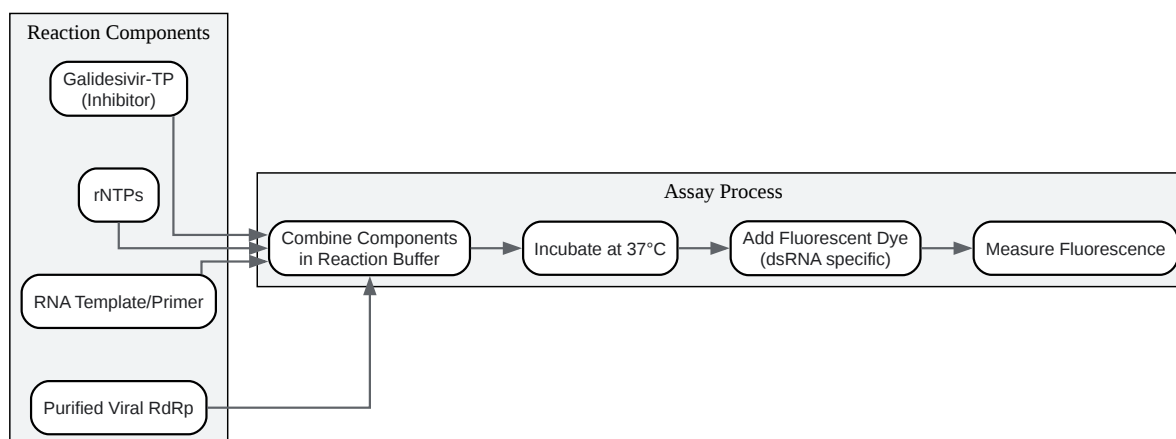 Reaction Components
Galidesivir-TP
(Inhibitor)
rNTPs
RNA Template/Primer
Purified Viral RdRp
Assay Process
Combine Components
in Reaction Buffer
Incubate at 37°C
Add Fluorescent Dye
(dsRNA specific)
Measure Fluorescence